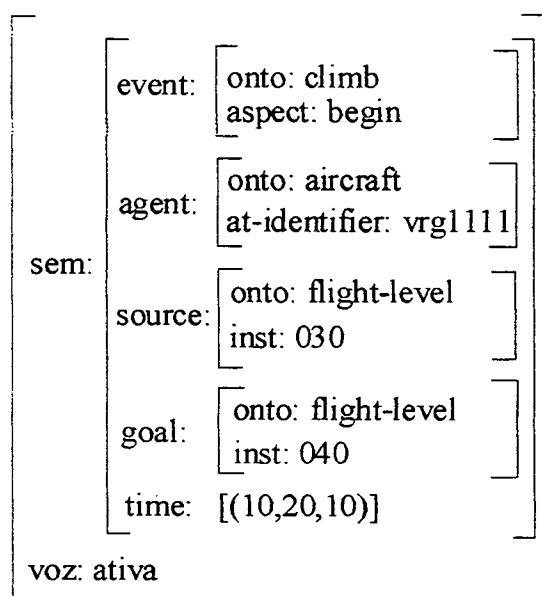 event:
onto: climb
aspect: begin
agent:
onto: aircraft
at-identifier: vrg1111
sem:
source:
onto: flight-level
inst: 030
goal:
onto: flight-level
inst: 040
time: [(10,20,10)]
voz: ativa